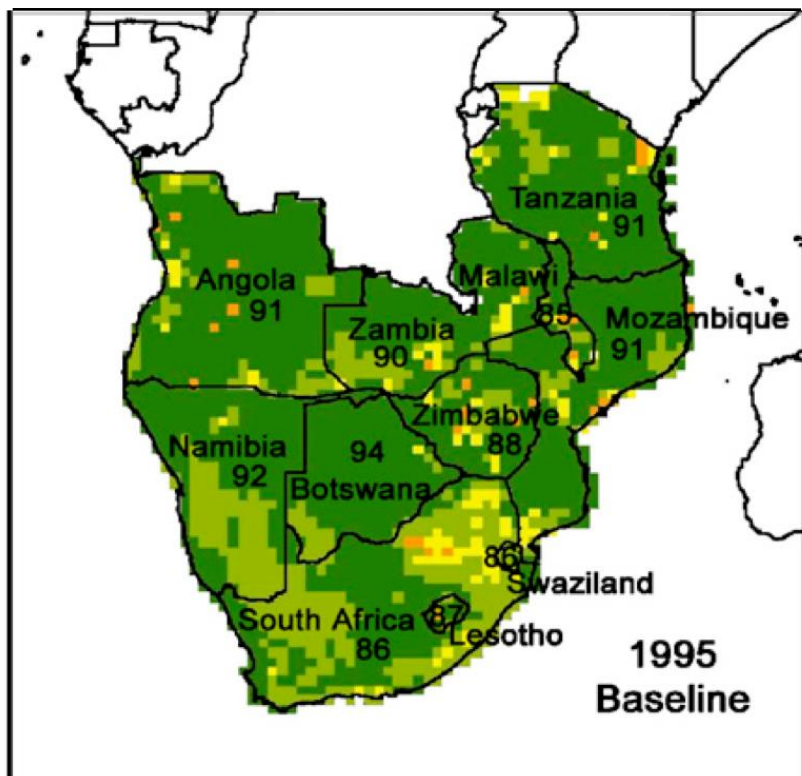 Tanzania
91
Angola
91
Malawi
85
Zambia
90
Mozambique
91
Zimbabwe
88
Namibia
92
94
Botswana
86
Swaziland
South Africa
86
87
Lesotho
1995
Baseline